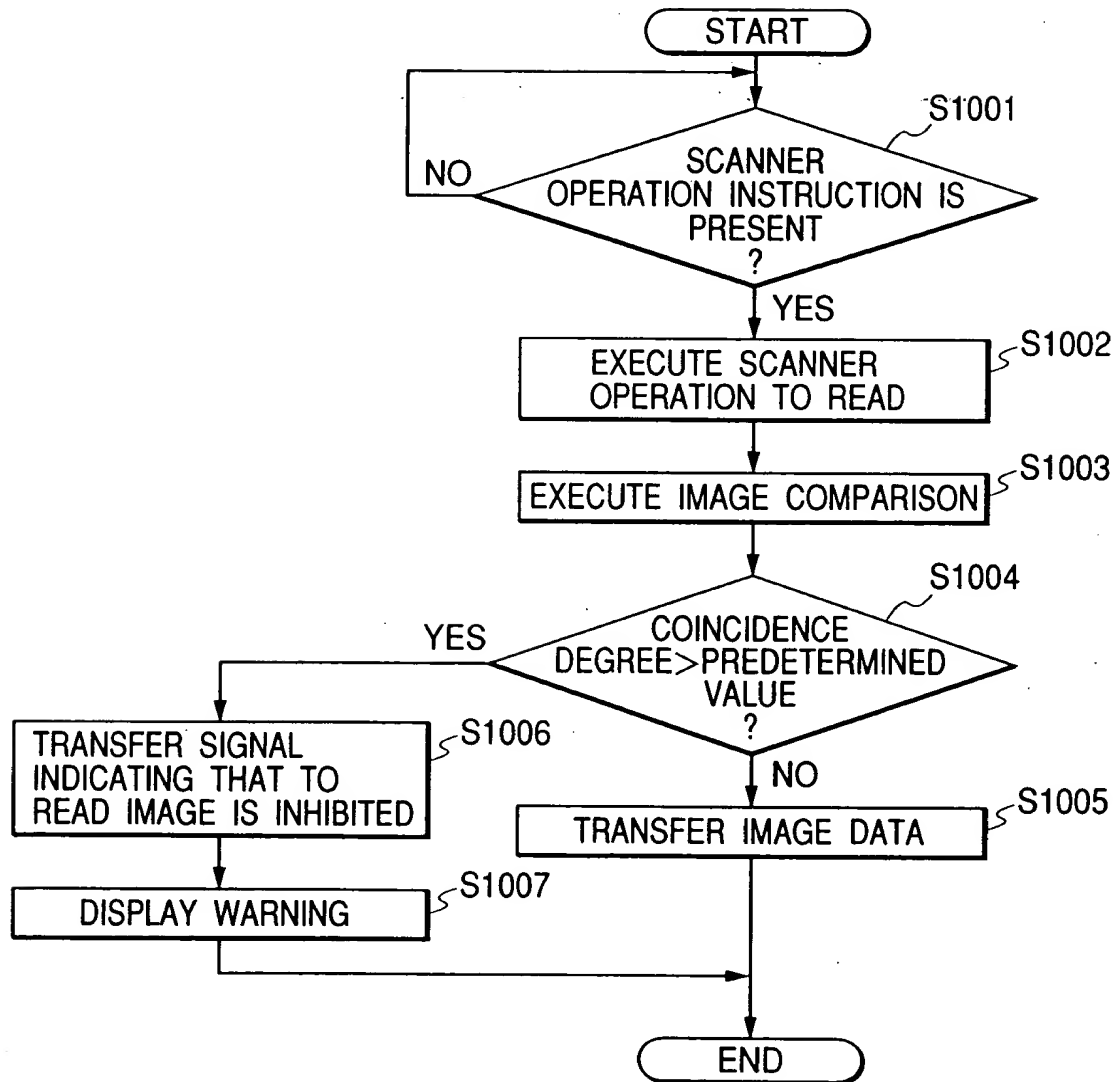 START
S1001
SCANNER
OPERATION INSTRUCTION IS
PRESENT
?
NO
YES
S1002
EXECUTE SCANNER
OPERATION TO READ
S1003
EXECUTE IMAGE COMPARISON
S1004
COINCIDENCE
DEGREE>PREDETERMINED
VALUE
?
YES
NO
S1006
TRANSFER SIGNAL
INDICATING THAT TO
READ IMAGE IS INHIBITED
S1005
TRANSFER IMAGE DATA
S1007
DISPLAY WARNING
END